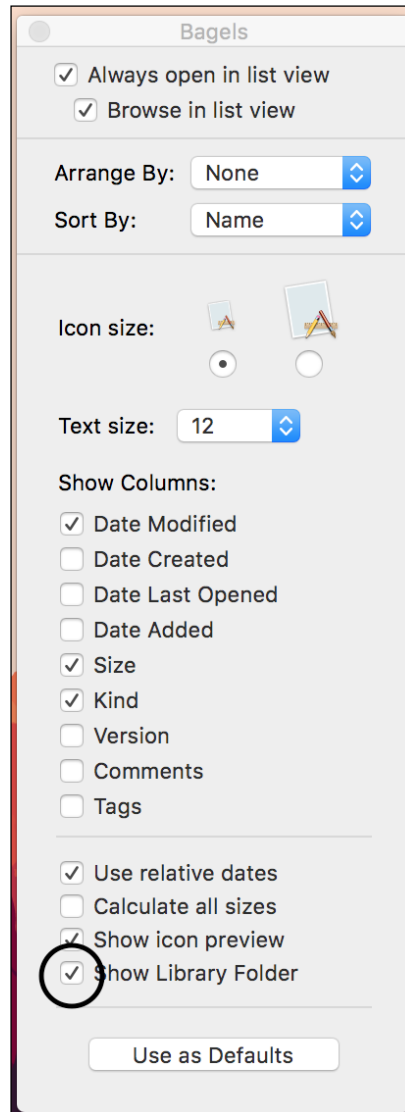 Bagels
Always open in list view
Browse in list view
Arrange By: None
Sort By: Name
Icon size:
Text size: 12
Show Columns:
Date Modified
Date Created
Date Last Opened
Date Added
Size
Kind
Version
Comments
Tags
Use relative dates
Calculate all sizes
Show icon preview
Show Library Folder
Use as Defaults